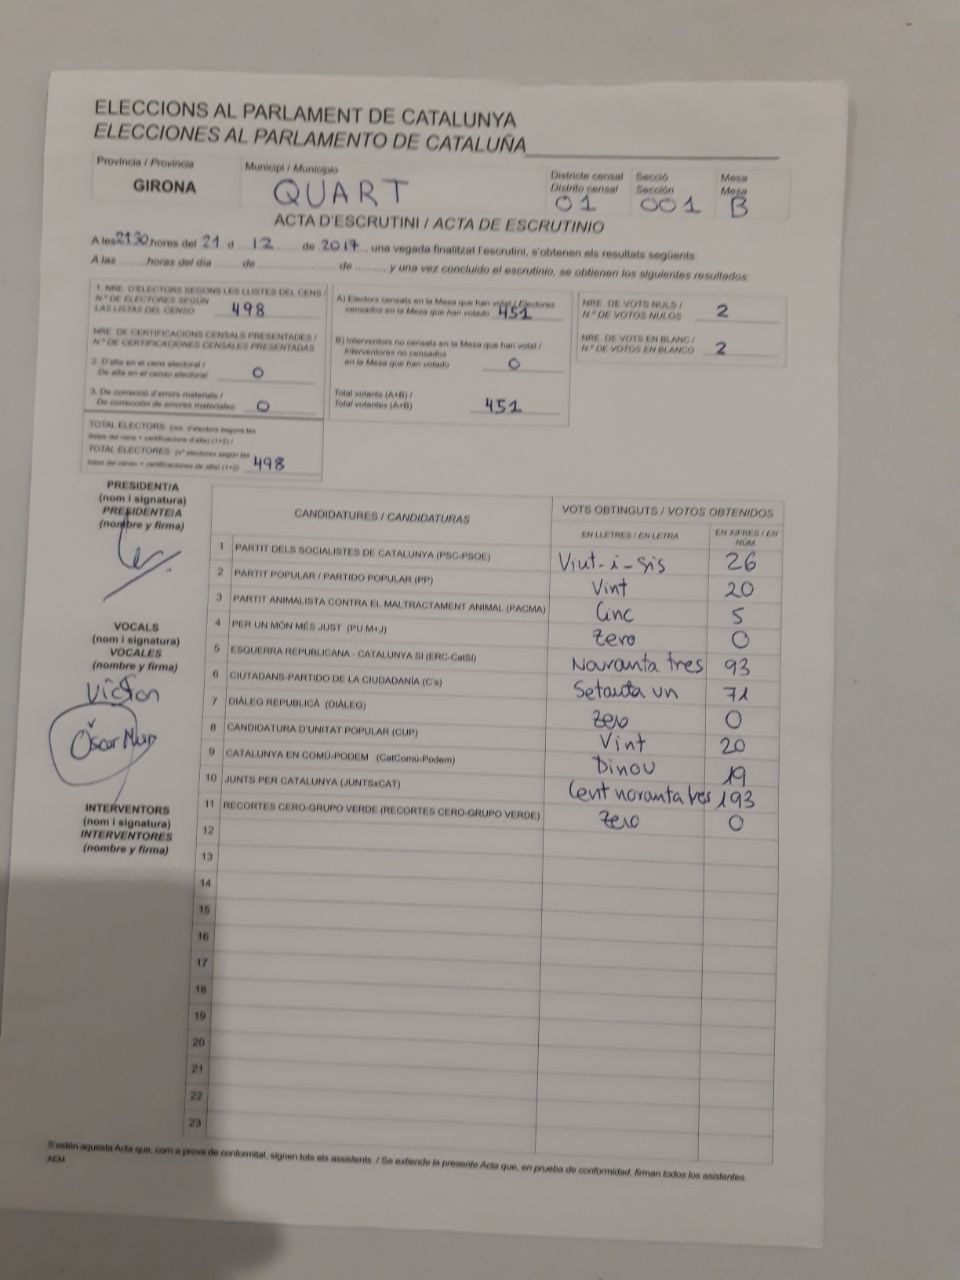 ELECCIONS AL PARLAMENT DE CATALUNYA
ELECCIONES AL PARLAMENTO DE CATALUÑA
Província / Provincia
GIRONA
Municipi / Municipio
QUART
Districte censal
Distrito censal
01
Secció
Sección
001
Mesa
Mesa
B
ACTA D'ESCRUTINI / ACTA DE ESCRUTINIO
A les 21 30 hores del 21 d 12 de 2017, una vegada finalitzat l'escrutini, s'obtenen els resultats següents:
A las ........ horas del día ........ de ........ de ........ y una vez concluido el escrutinio, se obtienen los siguientes resultados:
1. NRE. D'ELECTORS SEGONS LES LLISTES DEL CENS /
N.º DE ELECTORES SEGÚN
LAS LISTAS DEL CENSO 498
NRE. DE CERTIFICACIONS CENSALS PRESENTADES /
N.º DE CERTIFICACIONES CENSALES PRESENTADAS
2. D'alta en el cens electoral /
De alta en el censo electoral 0
3. De correcció d'errors materials /
De corrección de errores materiales 0
TOTAL ELECTORS (nre. d'electors segons les
llistes del cens + certificacions d'alta) (1+2) /
TOTAL ELECTORES (n.º electores según las
listas del censo + certificaciones de alta) (1+2) 498
A) Electors censats en la Mesa que han votat / Electores
censados en la Mesa que han votado 451
B) Interventors no censats en la Mesa que han votat /
Interventores no censados
en la Mesa que han votado 0
Total votants (A+B) /
Total votantes (A+B) 451
NRE. DE VOTS NULS /
N.º DE VOTOS NULOS 2
NRE. DE VOTS EN BLANC /
N.º DE VOTOS EN BLANCO 2
PRESIDENT/A
(nom i signatura)
PRESIDENTE/A
(nombre y firma)
VOCALS
(nom i signatura)
VOCALES
(nombre y firma)
Victor
Òscar
INTERVENTORS
(nom i signatura)
INTERVENTORES
(nombre y firma)
CANDIDATURES / CANDIDATURAS
VOTS OBTINGUTS / VOTOS OBTENIDOS
EN LLETRES / EN LETRA
EN XIFRES / EN NÚM
1 PARTIT DELS SOCIALISTES DE CATALUNYA (PSC-PSOE) Vint-i-sis 26
2 PARTIT POPULAR / PARTIDO POPULAR (PP) Vint 20
3 PARTIT ANIMALISTA CONTRA EL MALTRACTAMENT ANIMAL (PACMA) Cinc 5
4 PER UN MÓN MÉS JUST (PU M+J) Zero 0
5 ESQUERRA REPUBLICANA - CATALUNYA SÍ (ERC-CatSÍ) Novranta tres 93
6 CIUTADANS-PARTIDO DE LA CIUDADANÍA (C's) Setanta un 71
7 DIÀLEG REPUBLICÀ (DIÀLEG) Zero 0
8 CANDIDATURA D'UNITAT POPULAR (CUP) Vint 20
9 CATALUNYA EN COMÚ-PODEM (CatComú-Podem) Dinou 19
10 JUNTS PER CATALUNYA (JUNTSxCAT) Cent noranta tres 193
11 RECORTES CERO-GRUPO VERDE (RECORTES CERO-GRUPO VERDE) Zero 0
12
13
14
15
16
17
18
19
20
21
22
23
S'estén aquesta Acta que, com a prova de conformitat, signen tots els assistents. / Se extiende la presente Acta que, en prueba de conformidad, firman todos los asistentes.
AEM